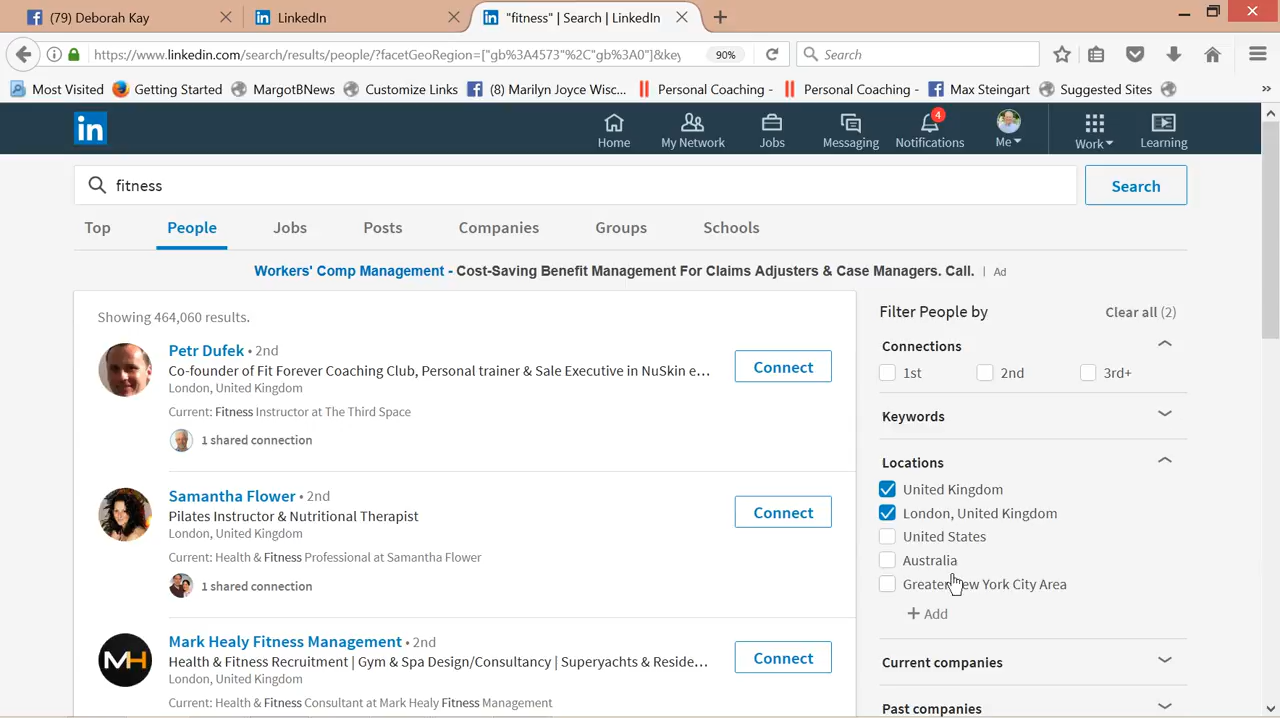 (79) Deborah Kay
LinkedIn
"fitness" | Search | LinkedIn
https://www.linkedin.com/search/results/people/?facetGeoRegion=["gb%3A4573"%2C"gb%3A0"]&key
90%
Search
Most Visited
Getting Started
MargotBNews
Customize Links
(8) Marilyn Joyce Wisc...
Personal Coaching -
Personal Coaching -
Max Steingart
Suggested Sites
in
Home
My Network
Jobs
Messaging
4
Notifications
Me
Work
Learning
fitness
Search
Top
People
Jobs
Posts
Companies
Groups
Schools
Workers' Comp Management - Cost-Saving Benefit Management For Claims Adjusters & Case Managers. Call. | Ad
Showing 464,060 results.
Petr Dufek • 2nd
Co-founder of Fit Forever Coaching Club, Personal trainer & Sale Executive in NuSkin e...
London, United Kingdom
Current: Fitness Instructor at The Third Space
1 shared connection
Connect
Samantha Flower • 2nd
Pilates Instructor & Nutritional Therapist
London, United Kingdom
Current: Health & Fitness Professional at Samantha Flower
1 shared connection
Connect
MH
Mark Healy Fitness Management • 2nd
Health & Fitness Recruitment | Gym & Spa Design/Consultancy | Superyachts & Reside...
London, United Kingdom
Current: Health & Fitness Consultant at Mark Healy Fitness Management
Connect
Filter People by
Clear all (2)
Connections
1st
2nd
3rd+
Keywords
Locations
United Kingdom
London, United Kingdom
United States
Australia
Greater New York City Area
+ Add
Current companies
Past companies